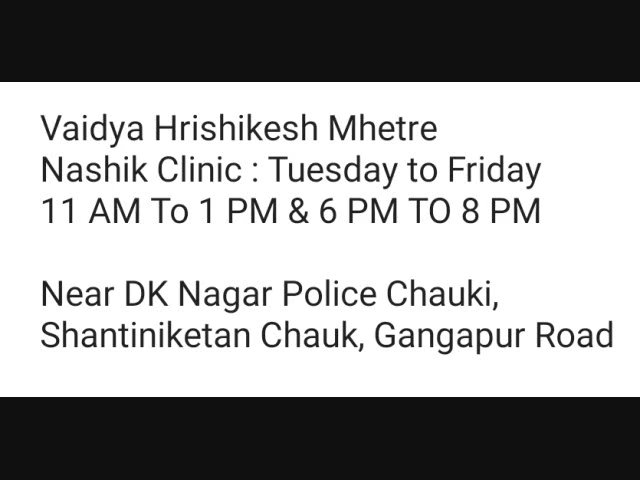 Vaidya Hrishikesh Mhetre
Nashik Clinic : Tuesday to Friday
11 AM To 1 PM & 6 PM TO 8 PM
Near DK Nagar Police Chauki,
Shantiniketan Chauk, Gangapur Road